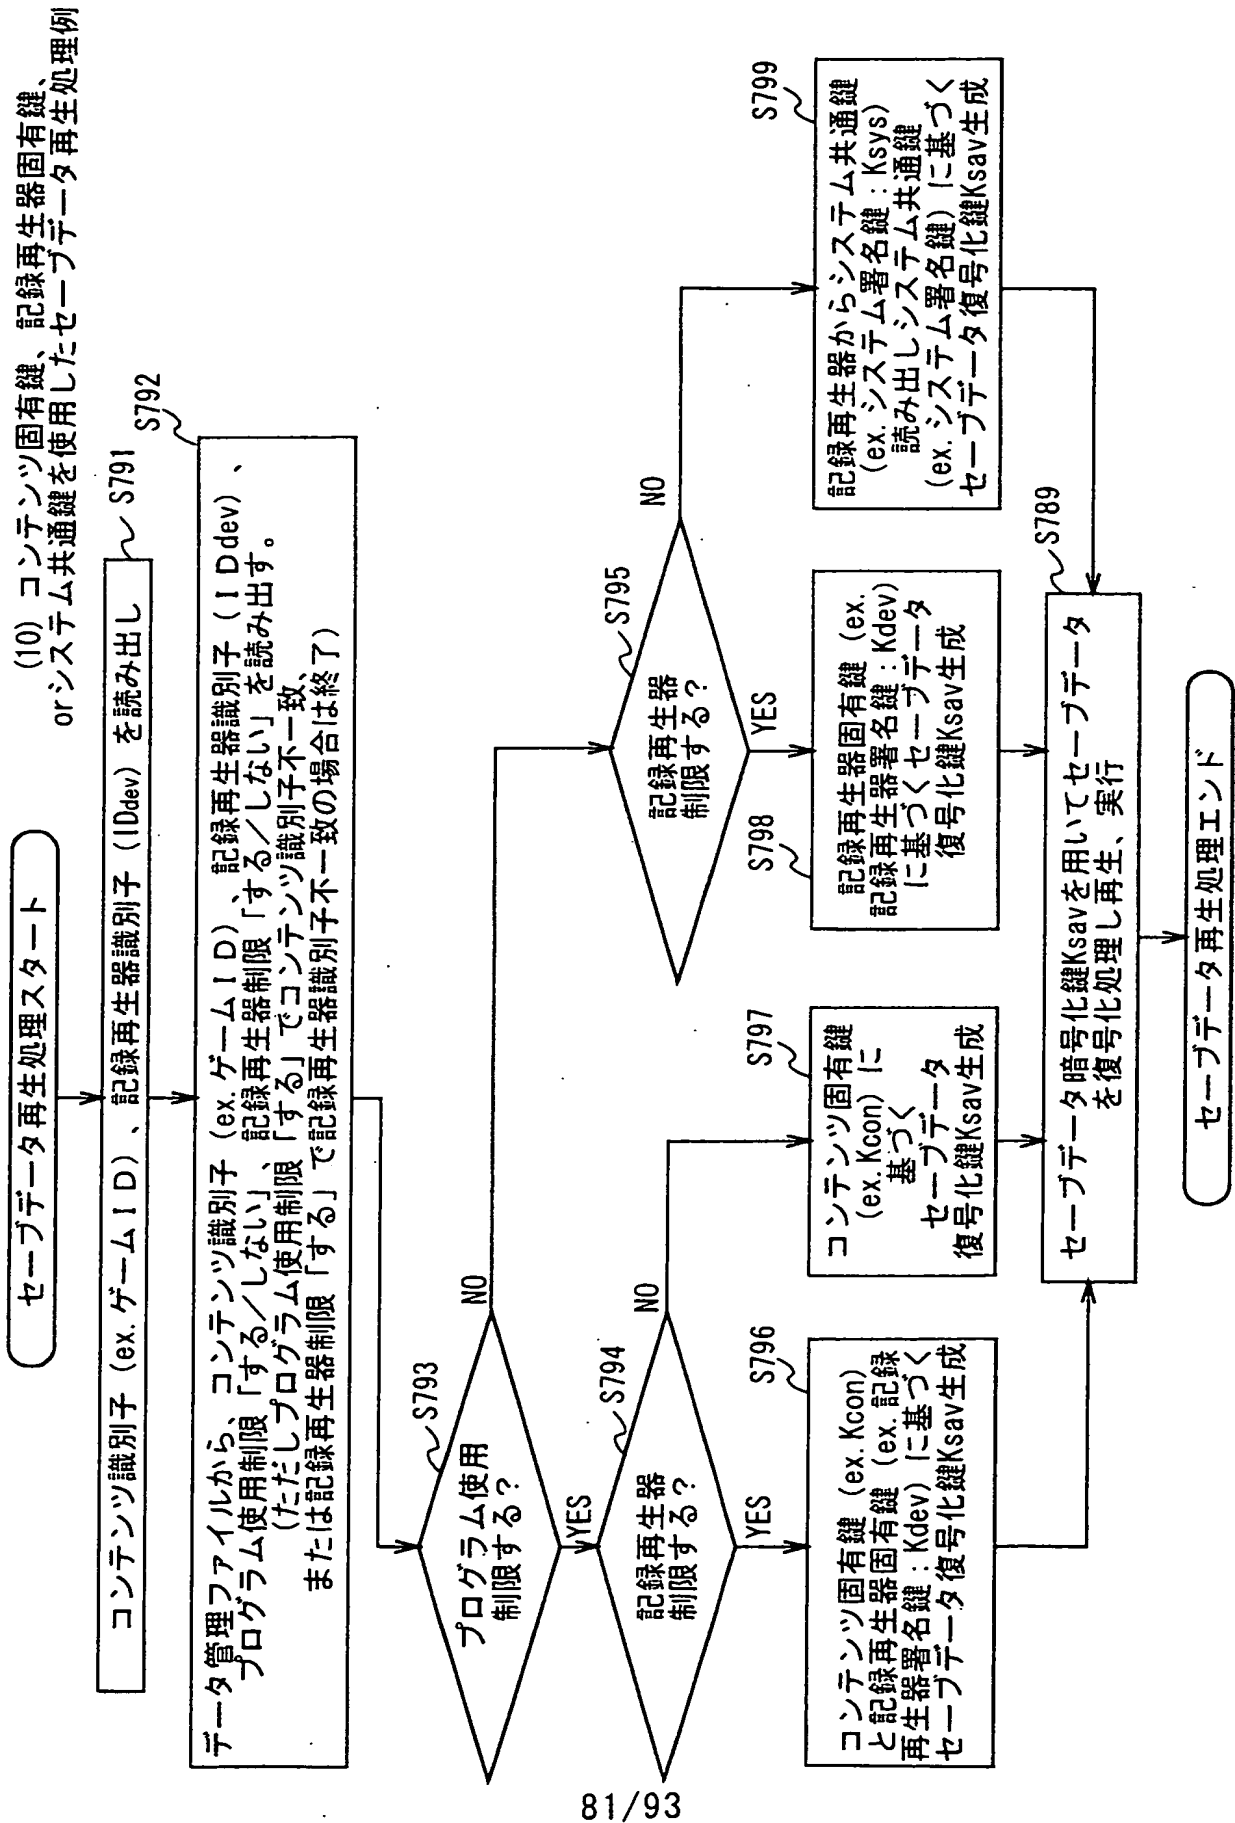 (10) コンテンツ固有鍵、記録再生器固有鍵、
orシステム共通鍵を使用したセーブデータ再生処理例
セーブデータ再生処理スタート
コンテンツ識別子 (ex.ゲームID)、記録再生器識別子 (IDdev) を読み出し
S791
データ管理ファイルから、コンテンツ識別子 (ex.ゲームID)、記録再生器識別子 (IDdev)、
プログラム使用制限「する/しない」、記録再生器制限「する/しない」を読み出す。
(ただしプログラム使用制限「する」でコンテンツ識別子不一致、
または記録再生器制限「する」で記録再生器識別子不一致の場合は終了)
S792
プログラム使用
制限する?
S793
NO
YES
記録再生器
制限する?
S794
NO
YES
記録再生器
制限する?
S795
NO
YES
コンテンツ固有鍵 (ex.Kcon)
と記録再生器固有鍵 (ex.記録
再生器署名鍵:Kdev) に基づく
セーブデータ復号化鍵Ksav生成
S796
コンテンツ固有鍵
(ex.Kcon) に
基づく
セーブデータ
復号化鍵Ksav生成
S797
記録再生器固有鍵 (ex.
記録再生器署名鍵:Kdev)
に基づくセーブデータ
復号化鍵Ksav生成
S798
記録再生器からシステム共通鍵
(ex.システム署名鍵:Ksys)
読み出しシステム共通鍵
(ex.システム署名鍵) に基づく
セーブデータ復号化鍵Ksav生成
S799
セーブデータ暗号化鍵Ksavを用いてセーブデータ
を復号化処理し再生、実行
S789
セーブデータ再生処理エンド
81/93